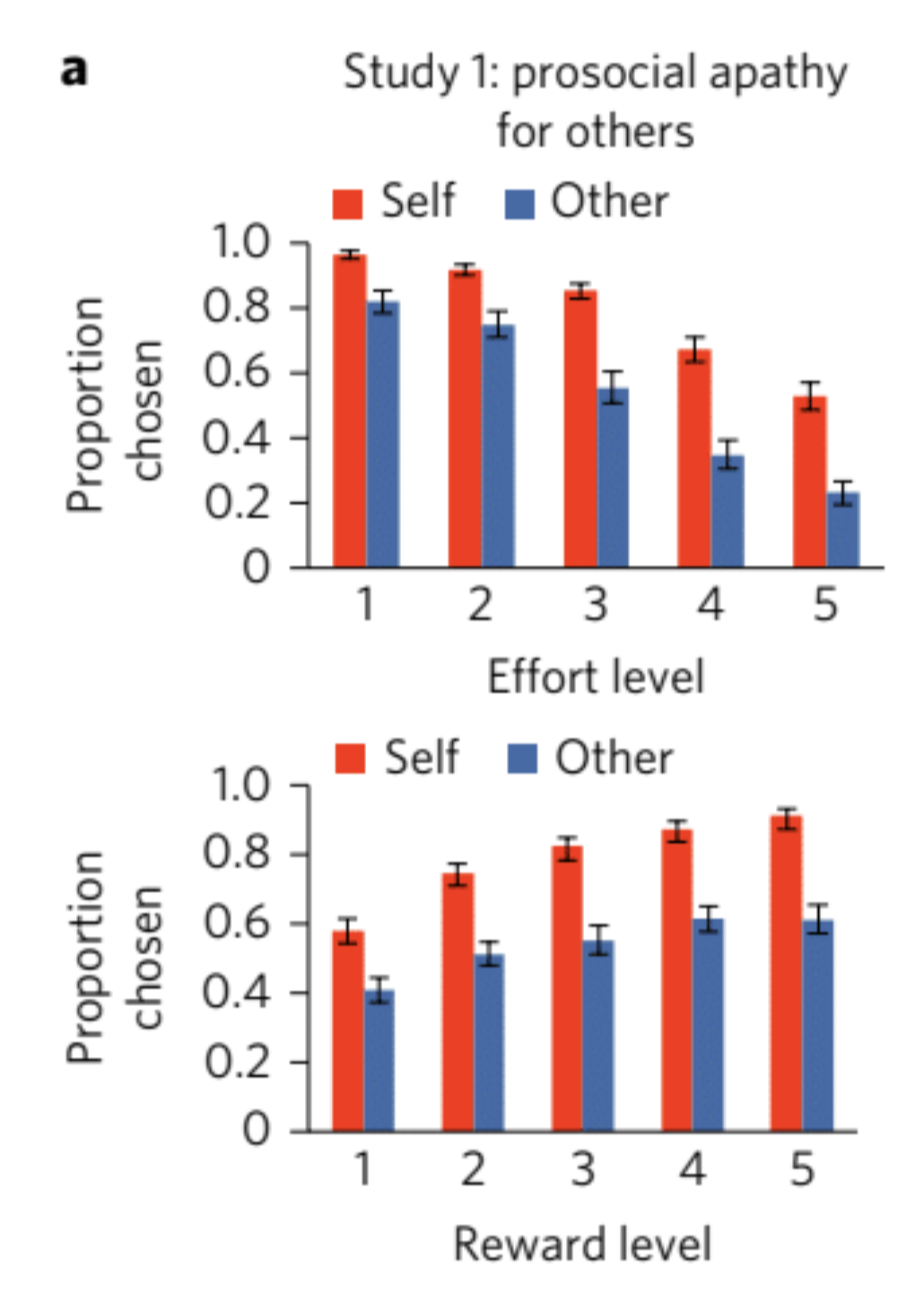 a
Study 1: prosocial apathy
for others
Self Other
Proportion
chosen
1.0
0.8
0.6
0.4
0.2
0
1 2 3 4 5
Effort level
Self Other
Proportion
chosen
1.0
0.8
0.6
0.4
0.2
0
1 2 3 4 5
Reward level